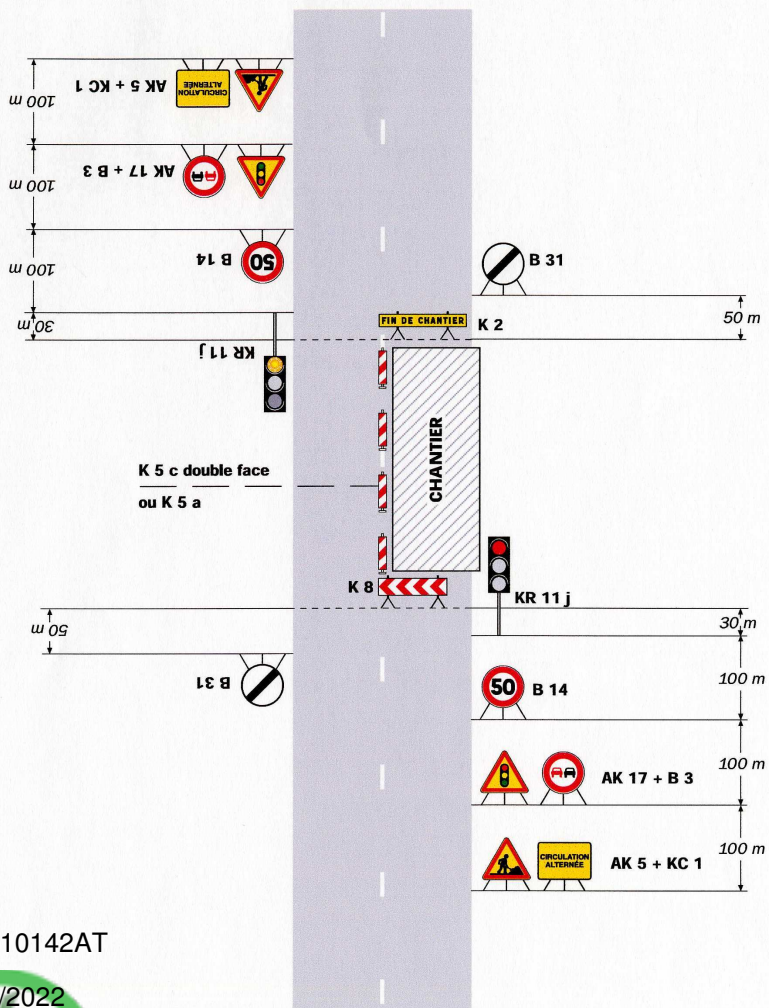 AK 5 + KC 1
CIRCULATION
ALTERNÉE
100 m
AK 17 + B 3
100 m
B 14
50
100 m
B 31
KR 11 j
30 m
FIN DE CHANTIER
K 2
50 m
CHANTIER
K 5 c double face
ou K 5 a
K 8
KR 11 j
50 m
30 m
B 31
50
B 14
100 m
AK 17 + B 3
100 m
CIRCULATION
ALTERNÉE
AK 5 + KC 1
100 m
10142AT
/2022